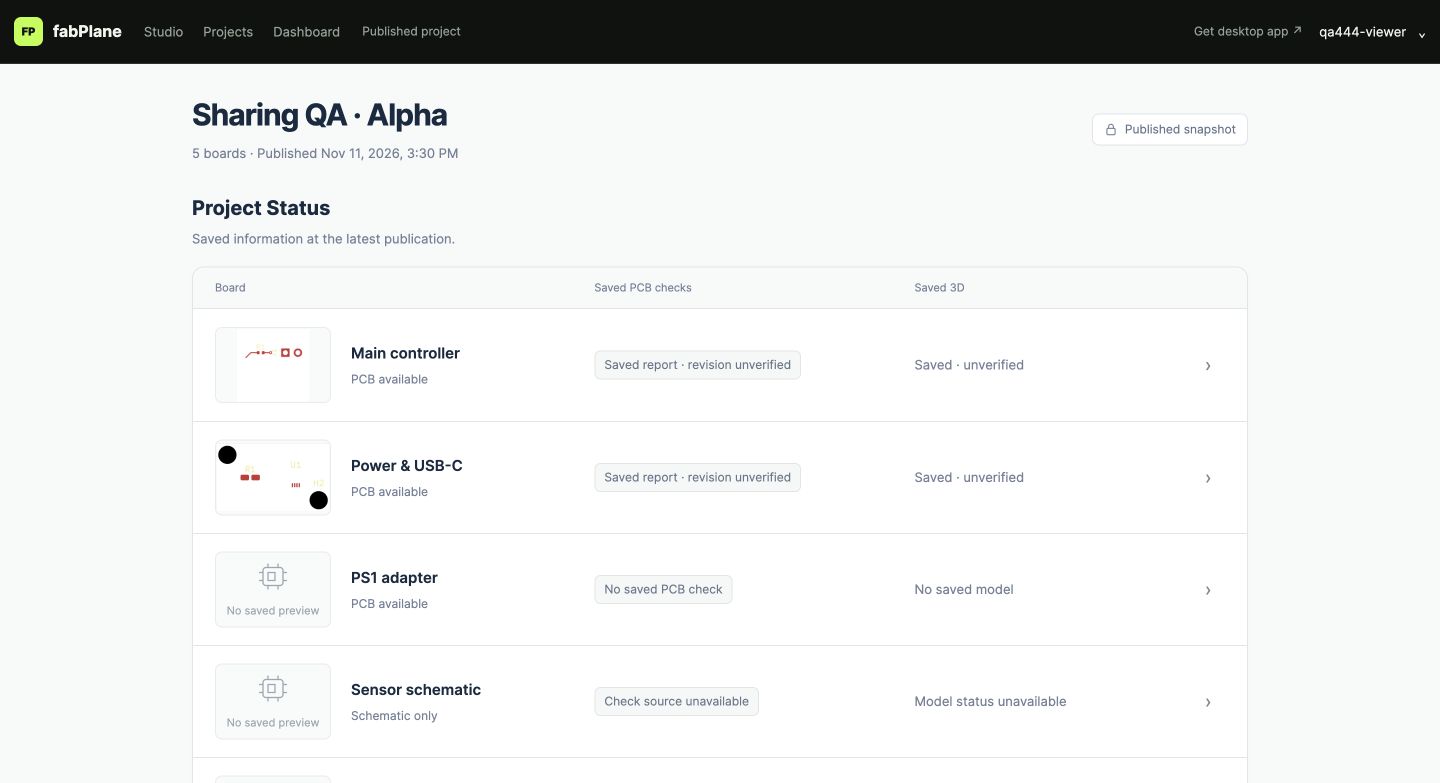 FP fabPlane Studio Projects Dashboard Published project Get desktop app ↗ qa444-viewer
Sharing QA · Alpha
Published snapshot
5 boards · Published Nov 11, 2026, 3:30 PM
Project Status
Saved information at the latest publication.
Board Saved PCB checks Saved 3D
Main controller
PCB available
Saved report · revision unverified
Saved · unverified
R1 U1
H2
Power & USB-C
PCB available
Saved report · revision unverified
Saved · unverified
No saved preview
PS1 adapter
PCB available
No saved PCB check
No saved model
No saved preview
Sensor schematic
Schematic only
Check source unavailable
Model status unavailable